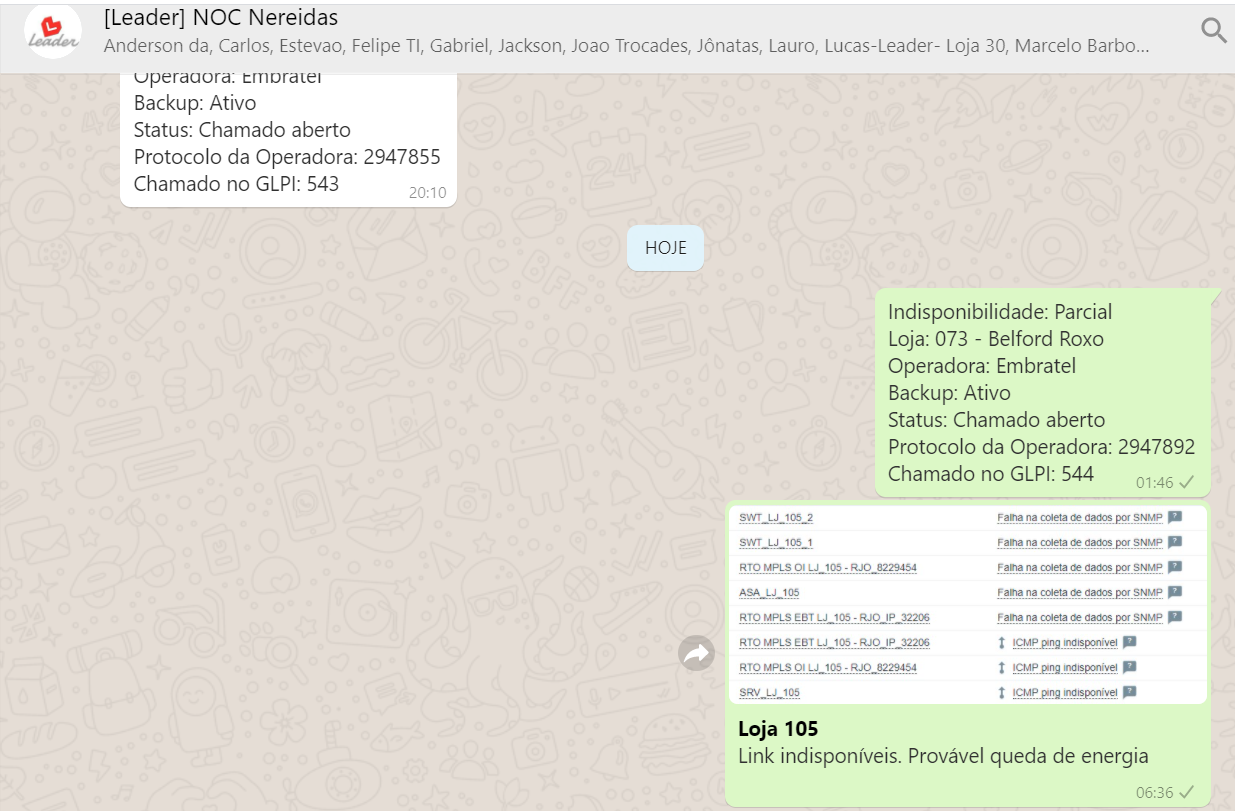 Leader
[Leader] NOC Nereidas
Anderson da, Carlos, Estevao, Felipe TI, Gabriel, Jackson, Joao Trocades, Jônatas, Lauro, Lucas-Leader- Loja 30, Marcelo Barbo...
Operadora: Embratel
Backup: Ativo
Status: Chamado aberto
Protocolo da Operadora: 2947855
Chamado no GLPI: 543
20:10
HOJE
Indisponibilidade: Parcial
Loja: 073 - Belford Roxo
Operadora: Embratel
Backup: Ativo
Status: Chamado aberto
Protocolo da Operadora: 2947892
Chamado no GLPI: 544
01:46
SWT_LJ_105_2 Falha na coleta de dados por SNMP ?
SWT_LJ_105_1 Falha na coleta de dados por SNMP ?
RTO MPLS OI LJ_105 - RJO_8229454 Falha na coleta de dados por SNMP ?
ASA_LJ_105 Falha na coleta de dados por SNMP ?
RTO MPLS EBT LJ_105 - RJO_IP_32206 Falha na coleta de dados por SNMP ?
RTO MPLS EBT LJ_105 - RJO_IP_32206 ICMP ping indisponível ?
RTO MPLS OI LJ_105 - RJO_8229454 ICMP ping indisponível ?
SRV_LJ_105 ICMP ping indisponível ?
Loja 105
Link indisponíveis. Provável queda de energia
06:36